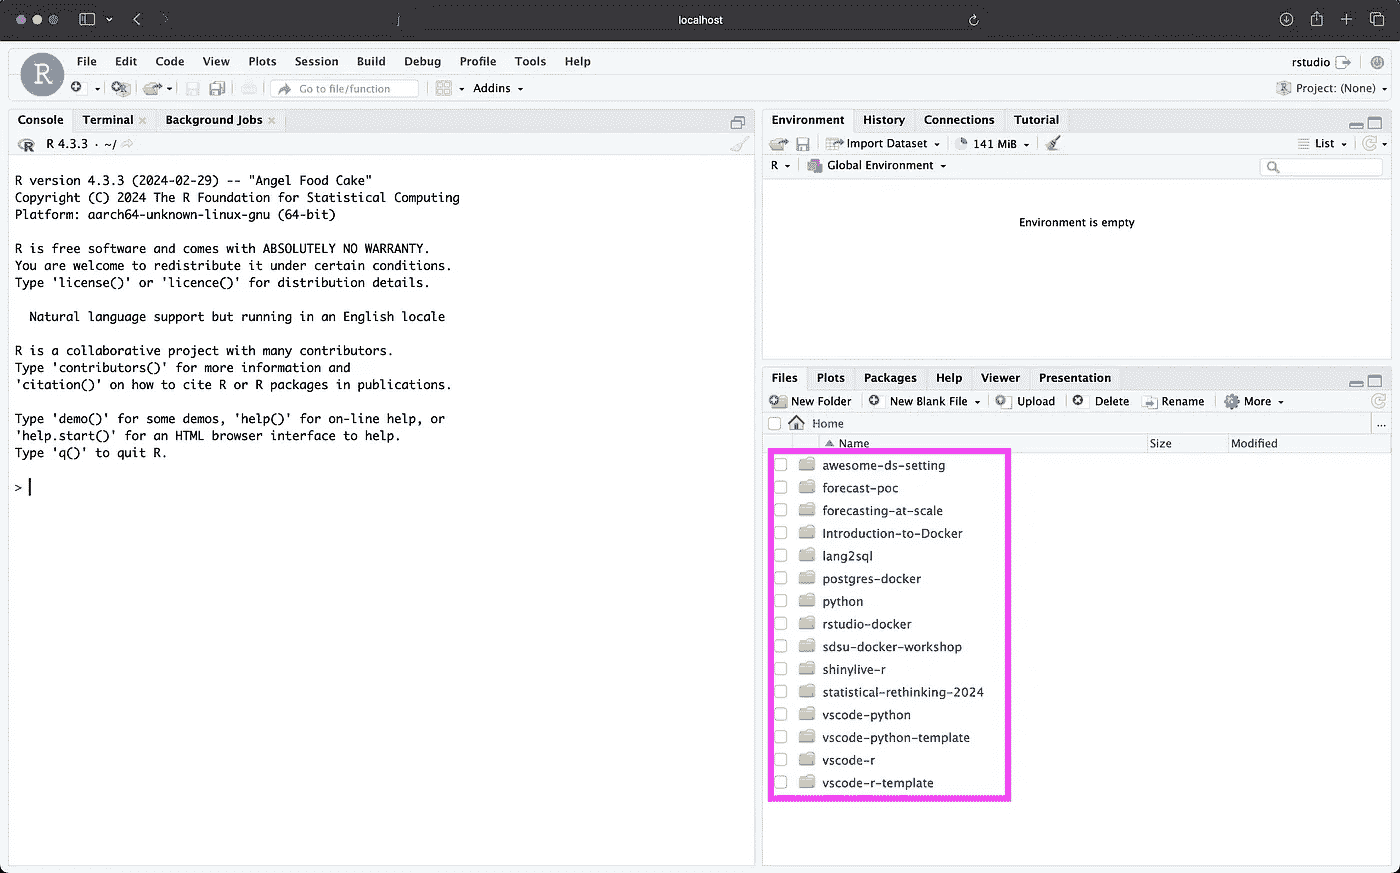 localhost
R
File Edit Code View Plots Session Build Debug Profile Tools Help
rstudio
Go to file/function
Addins
Project: (None)
Console Terminal Background Jobs
R 4.3.3 · ~/
R version 4.3.3 (2024-02-29) -- "Angel Food Cake"
Copyright (C) 2024 The R Foundation for Statistical Computing
Platform: aarch64-unknown-linux-gnu (64-bit)
R is free software and comes with ABSOLUTELY NO WARRANTY.
You are welcome to redistribute it under certain conditions.
Type 'license()' or 'licence()' for distribution details.
Natural language support but running in an English locale
R is a collaborative project with many contributors.
Type 'contributors()' for more information and
'citation()' on how to cite R or R packages in publications.
Type 'demo()' for some demos, 'help()' for on-line help, or
'help.start()' for an HTML browser interface to help.
Type 'q()' to quit R.
>
Environment History Connections Tutorial
Import Dataset 141 MiB List
R Global Environment
Environment is empty
Files Plots Packages Help Viewer Presentation
New Folder New Blank File Upload Delete Rename More
Home ...
Name Size Modified
awesome-ds-setting
forecast-poc
forecasting-at-scale
Introduction-to-Docker
lang2sql
postgres-docker
python
rstudio-docker
sdsu-docker-workshop
shinylive-r
statistical-rethinking-2024
vscode-python
vscode-python-template
vscode-r
vscode-r-template